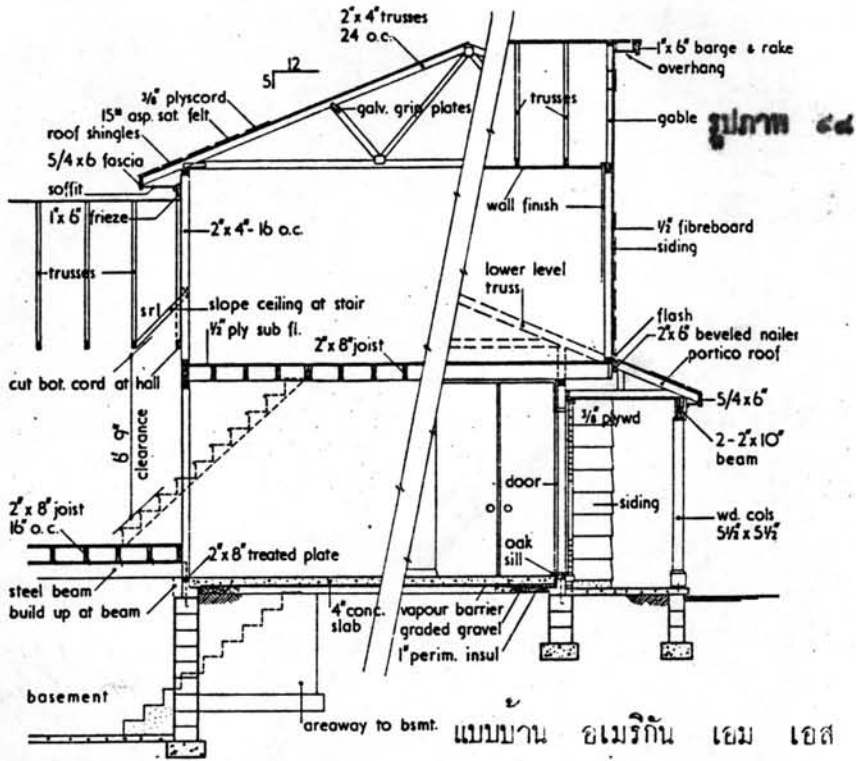 2"x 4" trusses
24 o.c.
12
5
3/8" plyscord
15# asp. sat. felt
roof shingles
5/4 x 6 fascia
soffit
1"x 6" frieze
galv. grip plates
trusses
1"x 6" barge & rake
overhang
gable
รูปภาพ ๔๘
wall finish
2"x 4"- 16 o.c.
1/2" fibreboard
siding
trusses
lower level
truss
srl
slope ceiling at stair
1/2" ply sub fl.
2"x 8" joist
flash
2"x 6" beveled nailer
portico roof
cut bot. cord at hall
5/4 x 6"
3/8" plywd
2 - 2"x 10"
beam
6' 9"
clearance
door
siding
2"x 8" joist
16" o.c.
wd. cols
5 1/2" x 5 1/2"
oak
sill
2"x 8" treated plate
steel beam
build up at beam
4" conc.
slab
vapour barrier
graded gravel
1" perim. insul
basement
areaway to bsmt.
แบบบ้าน อเมริกัน เอม เอส